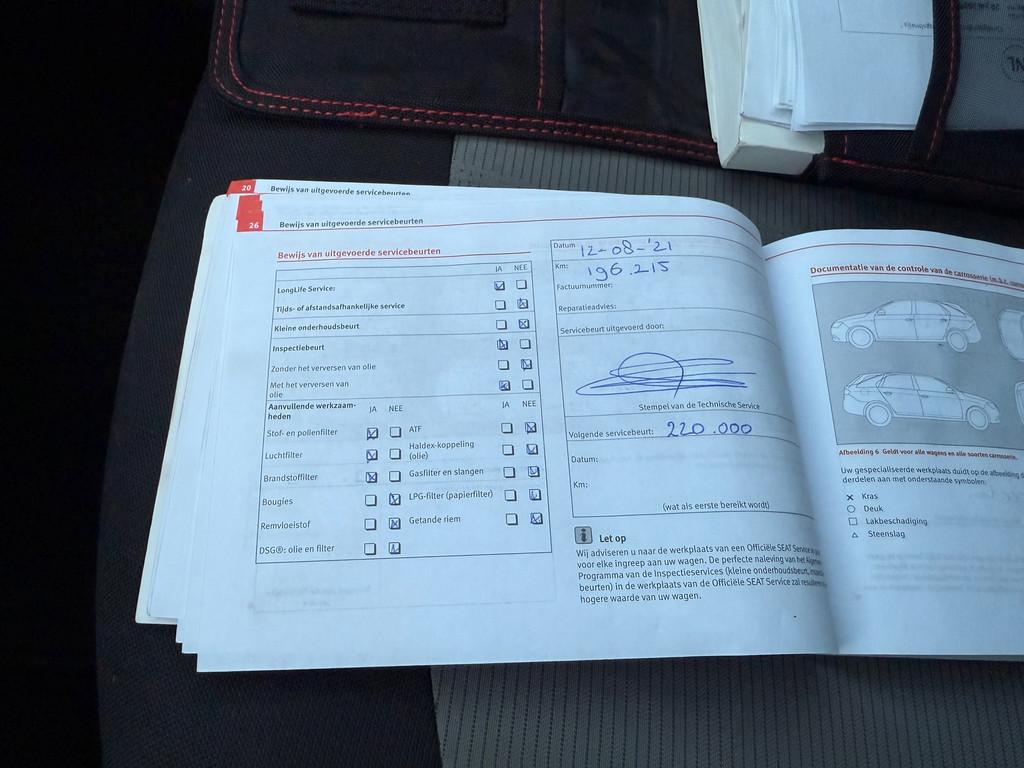 20 Bewijs van uitgevoerde servicebeurten
26 Bewijs van uitgevoerde servicebeurten
Bewijs van uitgevoerde servicebeurten
JA NEE
LongLife Service:
Tijds- of afstandsafhankelijke service
Kleine onderhoudsbeurt
Inspectiebeurt
Zonder het verversen van olie
Met het verversen van
olie
Aanvullende werkzaam-
heden
JA NEE
JA NEE
Stof- en pollenfilter
ATF
Luchtfilter
Haldex-koppeling
(olie)
Brandstoffilter
Gasfilter en slangen
Bougies
LPG-filter (papierfilter)
Remvloeistof
Getande riem
DSG®: olie en filter
Datum 12-08-'21
Km: 196.215
Factuurnummer:
Reparatieadvies:
Servicebeurt uitgevoerd door:
Stempel van de Technische Service
Volgende servicebeurt: 220.000
Datum:
Km:
(wat als eerste bereikt wordt)
i Let op
Wij adviseren u naar de werkplaats van een Officiële SEAT Service
voor elke ingreep aan uw wagen. De perfecte naleving van het
Programma van de Inspectieservices (kleine onderhoudsbeurt,
beurten) in de werkplaats van de Officiële SEAT Service zal
hogere waarde van uw wagen.
Documentatie van de controle van de carrosserie
Afbeelding 6 Geldt voor alle wagens en alle soorten carrosserie.
Uw gespecialiseerde werkplaats duidt op de afbeelding
derdelen aan met onderstaande symbolen:
Kras
Deuk
Lakbeschadiging
Steenslag